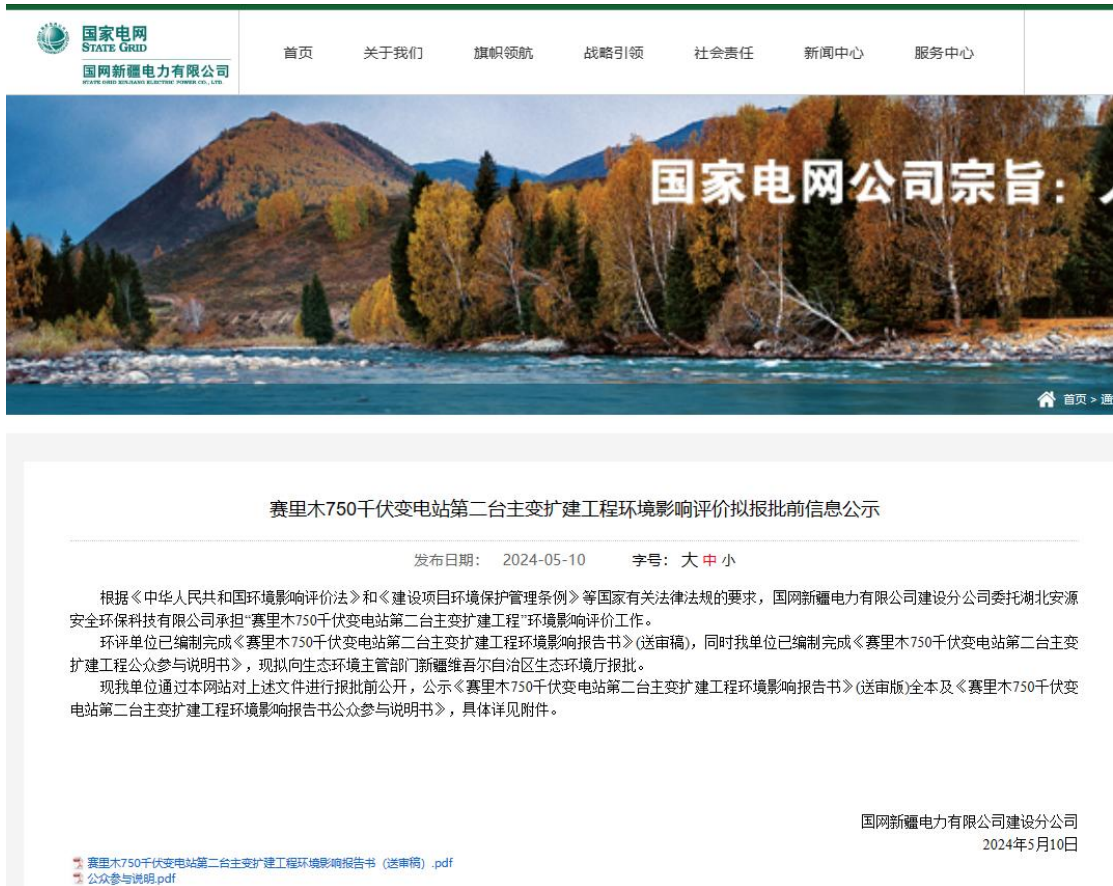 国家电网
STATE GRID
国网新疆电力有限公司
STATE GRID XINJIANG ELECTRIC POWER CO., LTD
首页 关于我们 旗帜领航 战略引领 社会责任 新闻中心 服务中心
国家电网公司宗旨：
首页 > 通
赛里木750千伏变电站第二台主变扩建工程环境影响评价拟报批前信息公示
发布日期： 2024-05-10 字号： 大 中 小
根据《中华人民共和国环境影响评价法》和《建设项目环境保护管理条例》等国家有关法律法规的要求，国网新疆电力有限公司建设分公司委托湖北安源
安全环保科技有限公司承担“赛里木750千伏变电站第二台主变扩建工程”环境影响评价工作。
环评单位已编制完成《赛里木750千伏变电站第二台主变扩建工程环境影响报告书》(送审稿)，同时我单位已编制完成《赛里木750千伏变电站第二台主变
扩建工程公众参与说明书》，现拟向生态环境主管部门新疆维吾尔自治区生态环境厅报批。
现我单位通过本网站对上述文件进行报批前公开，公示《赛里木750千伏变电站第二台主变扩建工程环境影响报告书》(送审版)全本及《赛里木750千伏变
电站第二台主变扩建工程环境影响报告书公众参与说明书》，具体详见附件。
国网新疆电力有限公司建设分公司
2024年5月10日
赛里木750千伏变电站第二台主变扩建工程环境影响报告书（送审稿）.pdf
公众参与说明.pdf